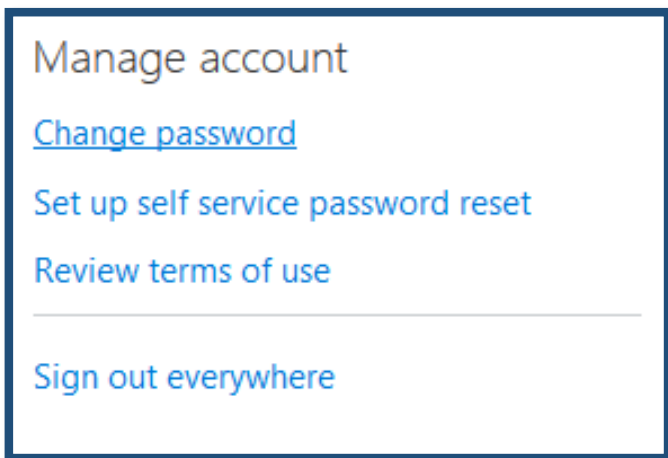 Manage account
Change password
Set up self service password reset
Review terms of use
Sign out everywhere